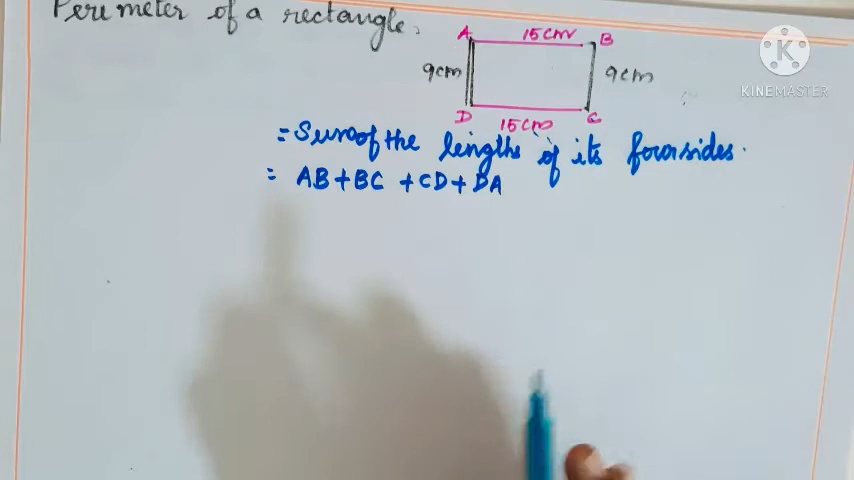 Perimeter of a rectangle.
A 15cm B
9cm 9cm
D 15cm C
= Sum of the lengths of its four sides.
= AB + BC + CD + DA
K
KINEMASTER